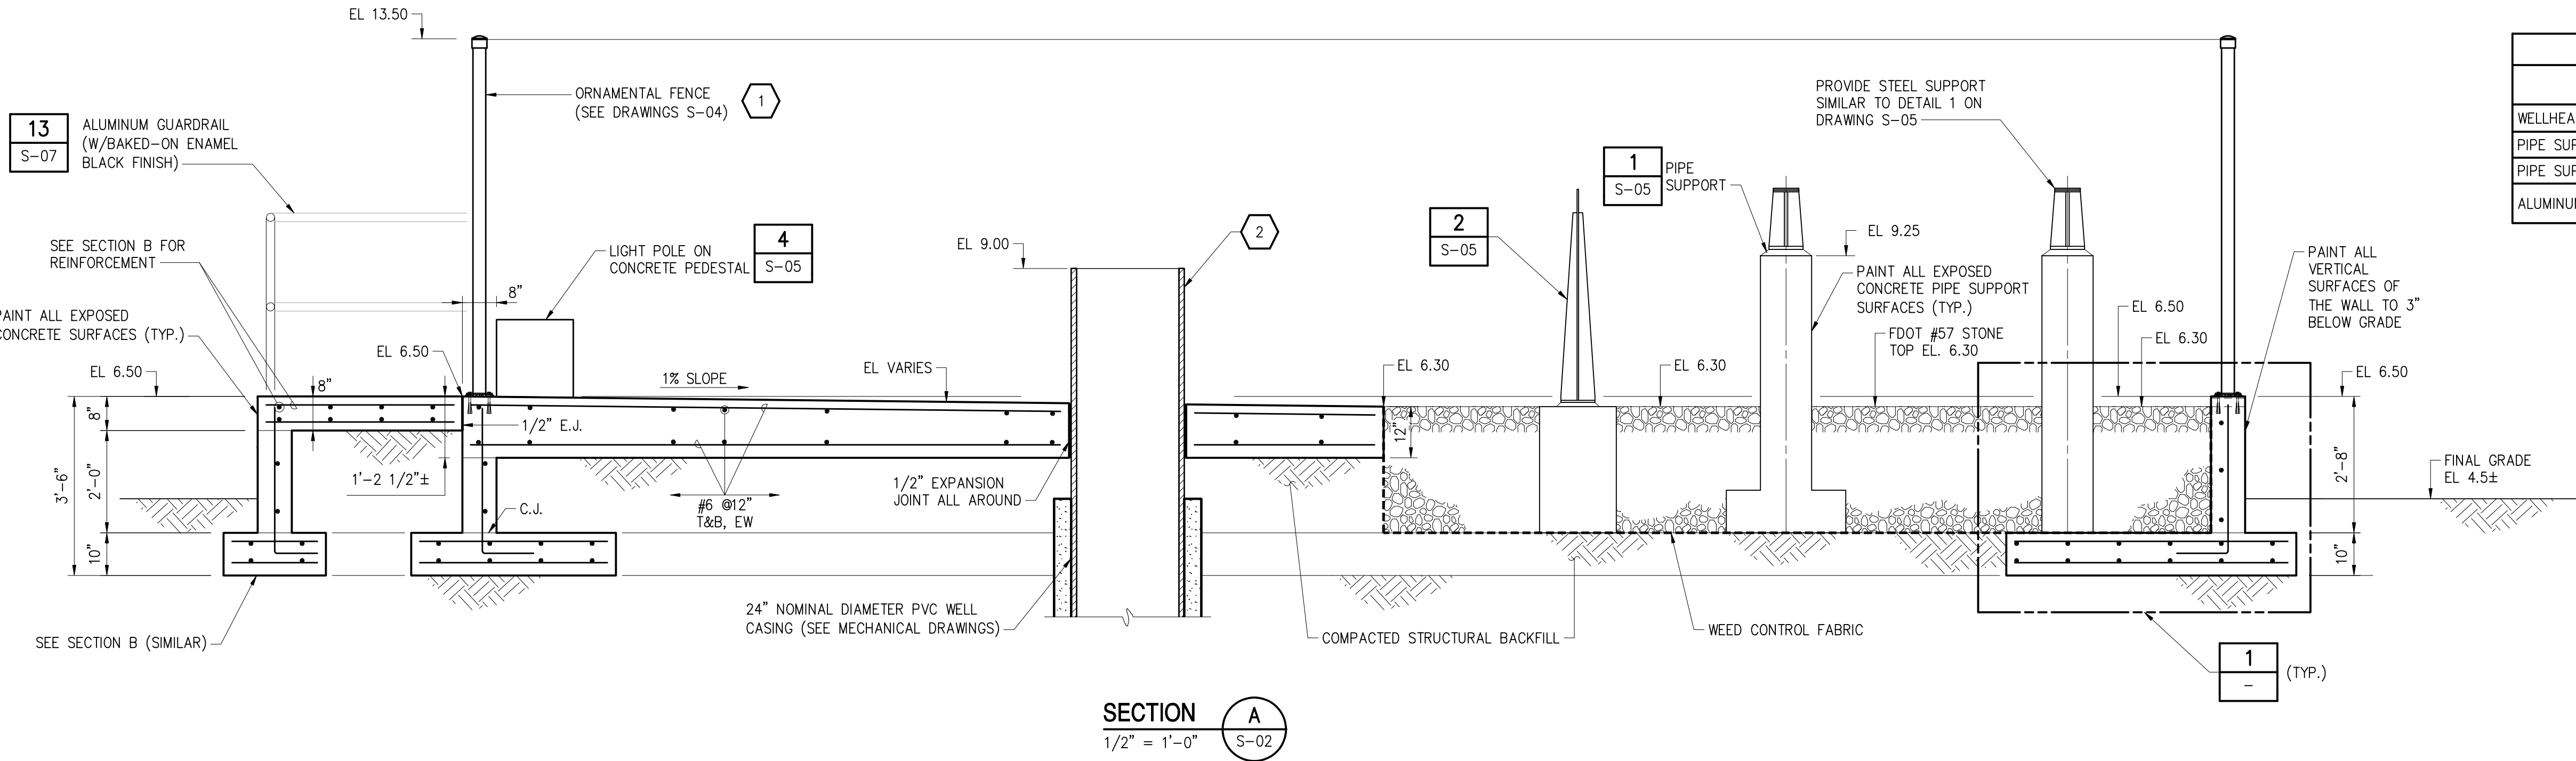 EL 13.50
ORNAMENTAL FENCE
(SEE DRAWINGS S-04)
1
13
S-07
ALUMINUM GUARDRAIL
(W/BAKED-ON ENAMEL
BLACK FINISH)
SEE SECTION B FOR
REINFORCEMENT
PAINT ALL EXPOSED
CONCRETE SURFACES (TYP.)
EL 6.50
8"
8"
3'-6"
2'-0"
10"
SEE SECTION B (SIMILAR)
8"
EL 6.50
LIGHT POLE ON
CONCRETE PEDESTAL
4
S-05
1% SLOPE
EL VARIES
1/2" E.J.
1'-2 1/2"±
C.J.
#6 @12"
T&B, EW
1/2" EXPANSION
JOINT ALL AROUND
24" NOMINAL DIAMETER PVC WELL
CASING (SEE MECHANICAL DRAWINGS)
EL 9.00
2
2
S-05
1
S-05
PIPE
SUPPORT
PROVIDE STEEL SUPPORT
SIMILAR TO DETAIL 1 ON
DRAWING S-05
EL 9.25
PAINT ALL EXPOSED
CONCRETE PIPE SUPPORT
SURFACES (TYP.)
FDOT #57 STONE
TOP EL. 6.30
EL 6.30
EL 6.30
12"
EL 6.50
EL 6.30
PAINT ALL
VERTICAL
SURFACES OF
THE WALL TO 3"
BELOW GRADE
EL 6.50
2'-8"
10"
FINAL GRADE
EL 4.5±
COMPACTED STRUCTURAL BACKFILL
WEED CONTROL FABRIC
1
-
(TYP.)
SECTION
1/2" = 1'-0"
A
S-02
PIPE
PIPE